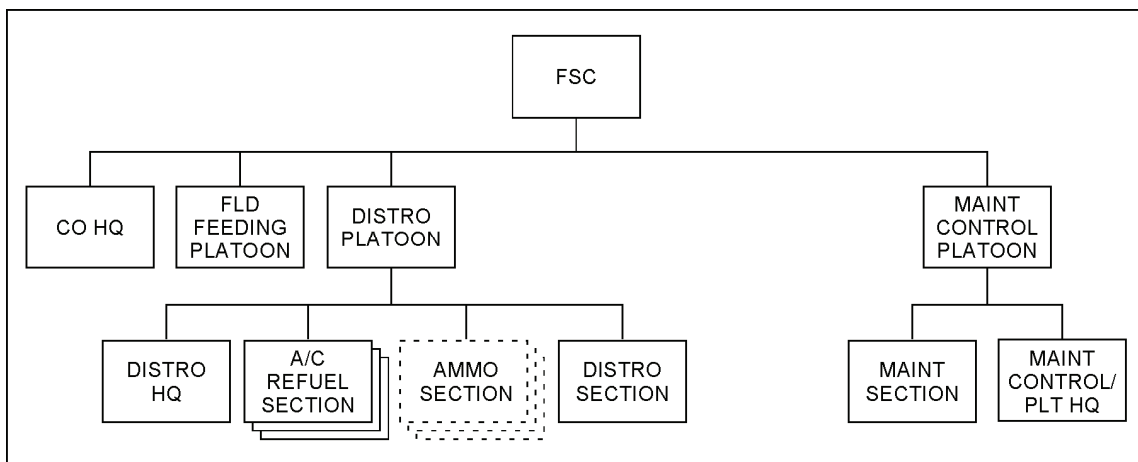 FSC
CO HQ
FLD
FEEDING
PLATOON
DISTRO
PLATOON
MAINT
CONTROL
PLATOON
DISTRO
HQ
A/C
REFUEL
SECTION
AMMO
SECTION
DISTRO
SECTION
MAINT
SECTION
MAINT
CONTROL/
PLT HQ